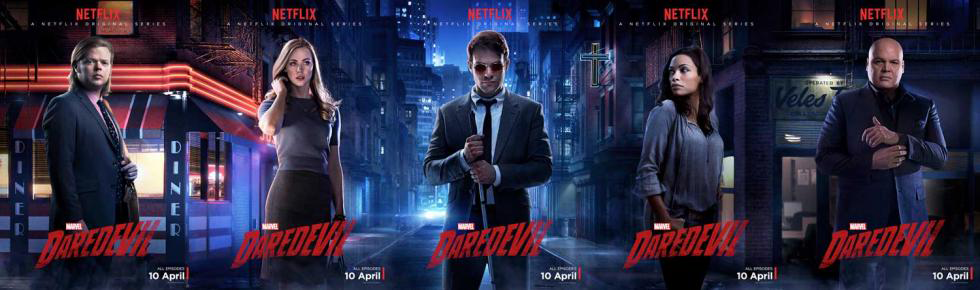 NETFLIX
A NETFLIX ORIGINAL SERIES
DINER
DINER
MARVEL
DAREDEVIL
ALL EPISODES
10 April
NETFLIX
A NETFLIX ORIGINAL SERIES
MARVEL
DAREDEVIL
ALL EPISODES
10 April
NETFLIX
A NETFLIX ORIGINAL SERIES
MARVEL
DAREDEVIL
ALL EPISODES
10 April
NETFLIX
A NETFLIX ORIGINAL SERIES
MARVEL
DAREDEVIL
ALL EPISODES
10 April
NETFLIX
A NETFLIX ORIGINAL SERIES
OPERATED BY
Veles
MARVEL
DAREDEVIL
ALL EPISODES
10 April